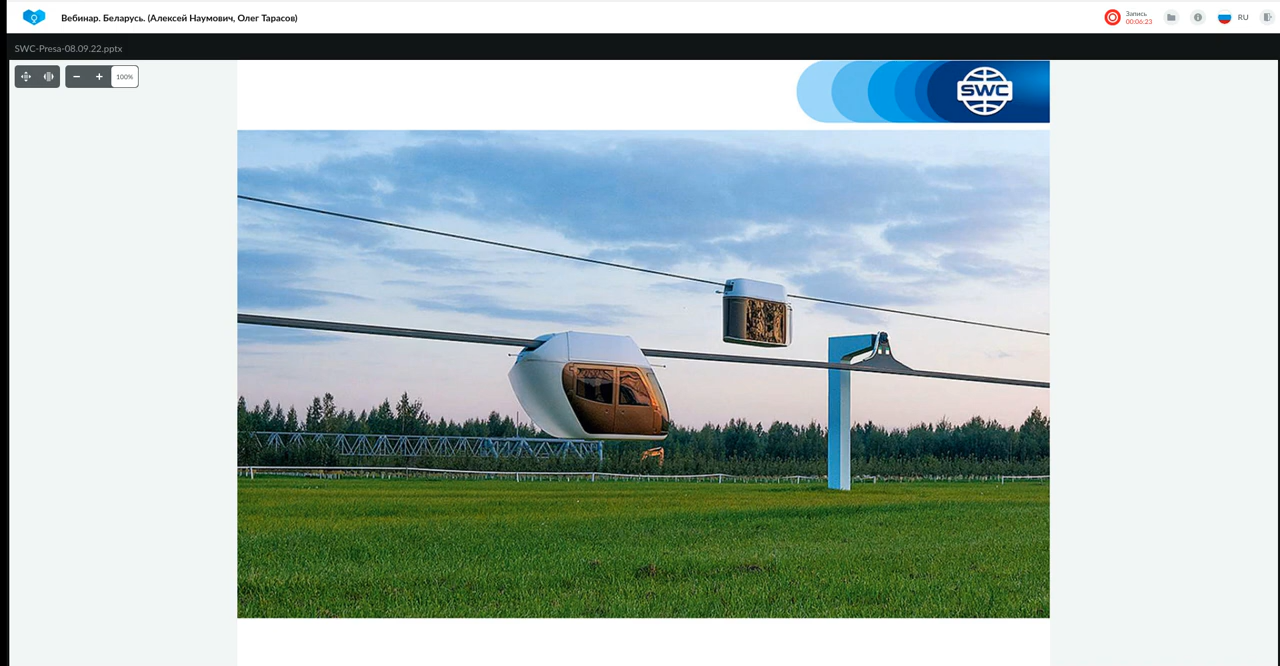 Вебинар. Беларусь. (Алексей Наумович, Олег Тарасов)
Запись
00:06:23
RU
SWC-Presa-08.09.22.pptx
100%
SWC